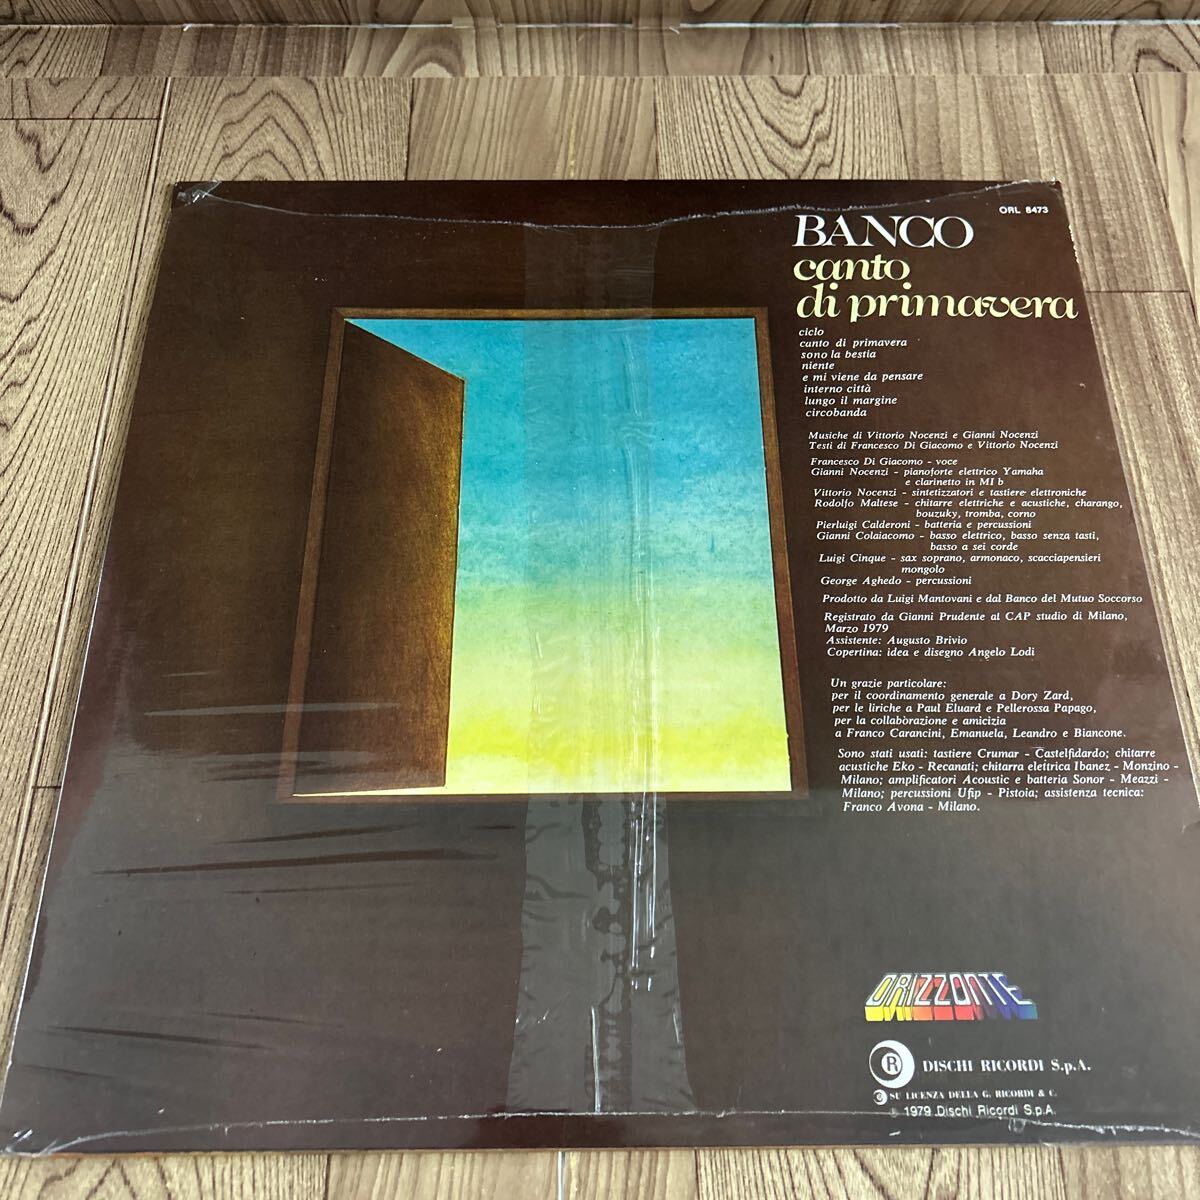 ORL 8473
BANCO
canto
di primavera
ciclo
canto di primavera
sono la bestia
niente
e mi viene da pensare
interno città
lungo il margine
circobanda
Musiche di Vittorio Nocenzi e Gianni Nocenzi
Testi di Francesco Di Giacomo e Vittorio Nocenzi
Francesco Di Giacomo - voce
Gianni Nocenzi - pianoforte elettrico Yamaha
e clarinetto in MI b
Vittorio Nocenzi - sintetizzatori e tastiere elettroniche
Rodolfo Maltese - chitarre elettriche e acustiche, charango,
bouzuky, tromba, corno
Pierluigi Calderoni - batteria e percussioni
Gianni Colaiacomo - basso elettrico, basso senza tasti,
basso a sei corde
Luigi Cinque - sax soprano, armonaco, scacciapensieri
mongolo
George Aghedo - percussioni
Prodotto da Luigi Mantovani e dal Banco del Mutuo Soccorso
Registrato da Gianni Prudente al CAP studio di Milano,
Marzo 1979
Assistente: Augusto Brivio
Copertina: idea e disegno Angelo Lodi
Un grazie particolare:
per il coordinamento generale a Dory Zard,
per le liriche a Paul Eluard e Pellerossa Papago,
per la collaborazione e amicizia
a Franco Carancini, Emanuela, Leandro e Biancone.
Sono stati usati: tastiere Crumar - Castelfidardo; chitarre
acustiche Eko - Recanati; chitarra elettrica Ibanez - Monzino -
Milano; amplificatori Acoustic e batteria Sonor - Meazzi -
Milano; percussioni Ufip - Pistoia; assistenza tecnica:
Franco Avona - Milano.
ORIZZONTE
R DISCHI RICORDI S.p.A.
SU LICENZA DELLA G. RICORDI & C.
℗ 1979 Dischi Ricordi S.p.A.